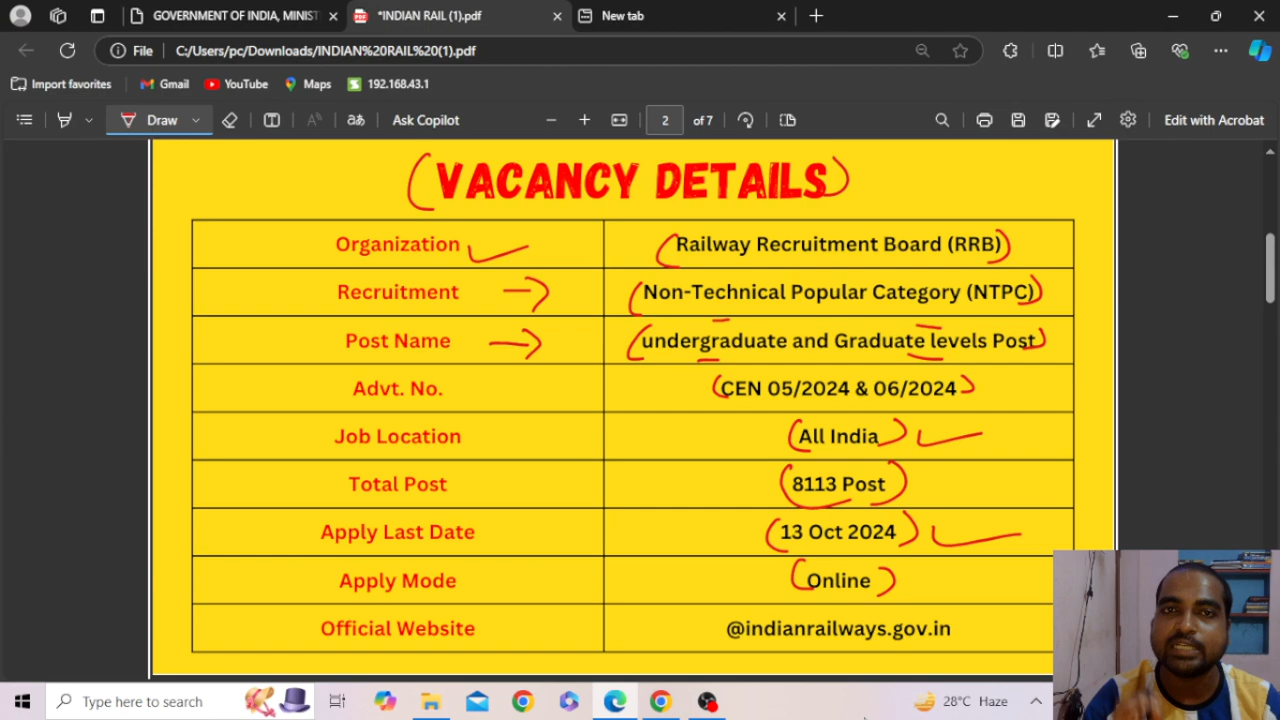 GOVERNMENT OF INDIA, MINIST
*INDIAN RAIL (1).pdf
New tab
File
C:/Users/pc/Downloads/INDIAN%20RAIL%20(1).pdf
Import favorites
Gmail
YouTube
Maps
192.168.43.1
Draw
Ask Copilot
2 of 7
Edit with Acrobat
VACANCY DETAILS
Organization Railway Recruitment Board (RRB)
Recruitment Non-Technical Popular Category (NTPC)
Post Name undergraduate and Graduate levels Post
Advt. No. CEN 05/2024 & 06/2024
Job Location All India
Total Post 8113 Post
Apply Last Date 13 Oct 2024
Apply Mode Online
Official Website @indianrailways.gov.in
Type here to search
28°C Haze